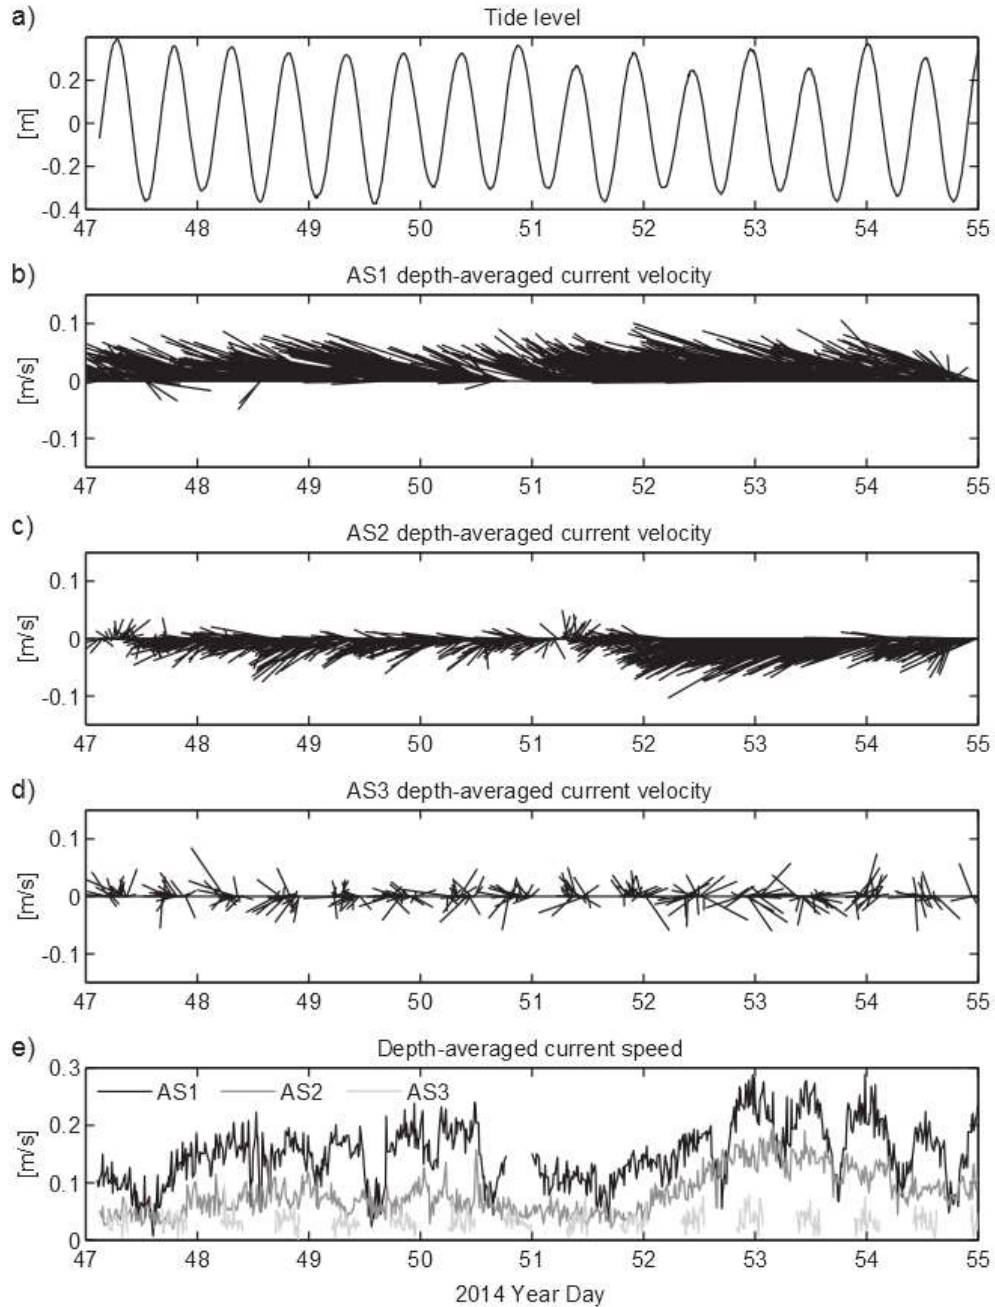 a) Tide level
[m]
0.2
0
-0.2
-0.4
47 48 49 50 51 52 53 54 55
b) AS1 depth-averaged current velocity
[m/s]
0.1
0
-0.1
47 48 49 50 51 52 53 54 55
c) AS2 depth-averaged current velocity
[m/s]
0.1
0
-0.1
47 48 49 50 51 52 53 54 55
d) AS3 depth-averaged current velocity
[m/s]
0.1
0
-0.1
47 48 49 50 51 52 53 54 55
e) Depth-averaged current speed
[m/s]
0.3
AS1 AS2 AS3
0.2
0.1
0
47 48 49 50 51 52 53 54 55
2014 Year Day